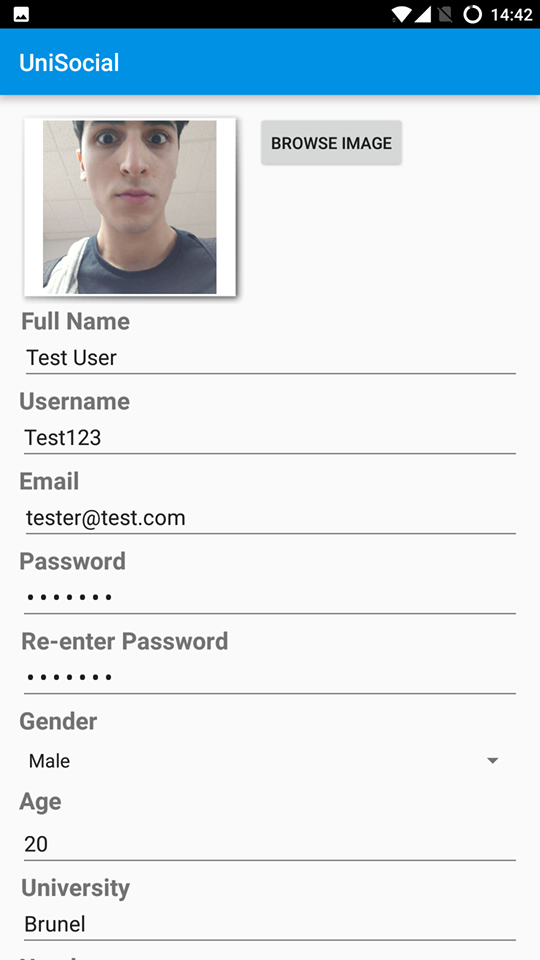 14:42
UniSocial
BROWSE IMAGE
Full Name
Test User
Username
Test123
Email
tester@test.com
Password
•••••••
Re-enter Password
•••••••
Gender
Male
Age
20
University
Brunel